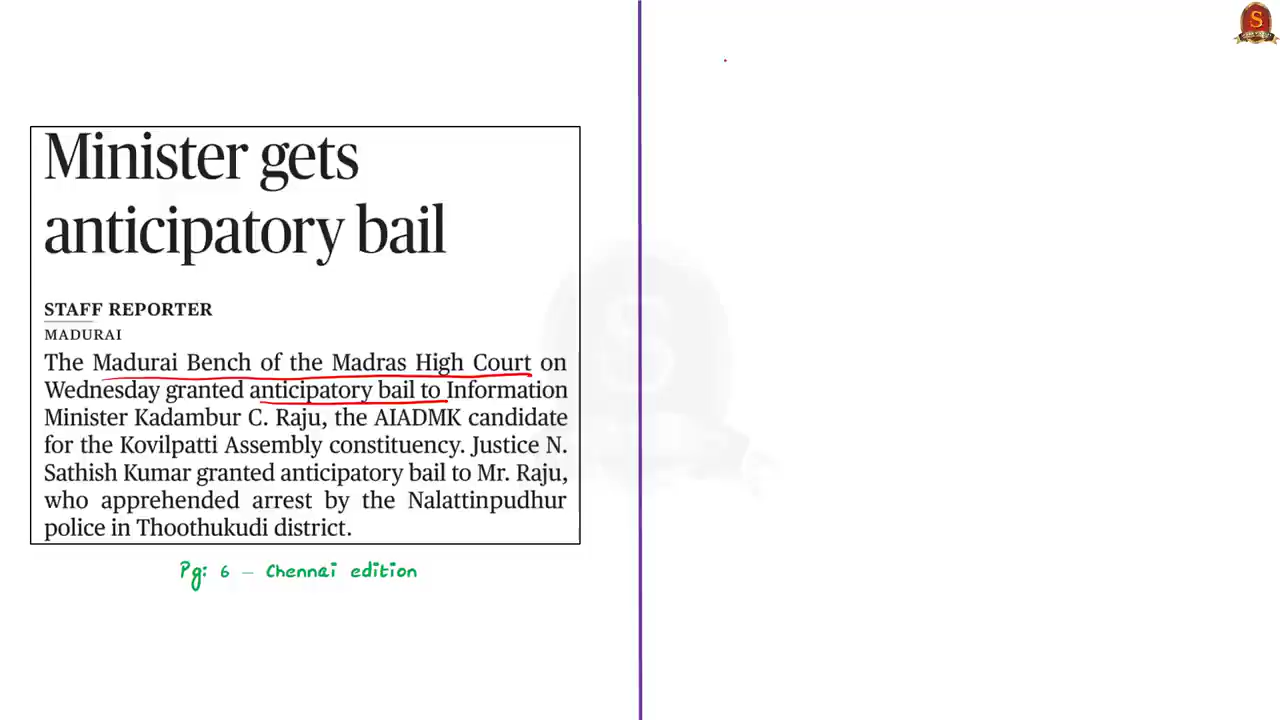 Minister gets
anticipatory bail
STAFF REPORTER
MADURAI
The Madurai Bench of the Madras High Court on
Wednesday granted anticipatory bail to Information
Minister Kadambur C. Raju, the AIADMK candidate
for the Kovilpatti Assembly constituency. Justice N.
Sathish Kumar granted anticipatory bail to Mr. Raju,
who apprehended arrest by the Nalattinpudhur
police in Thoothukudi district.
Pg: 6 – Chennai edition
S